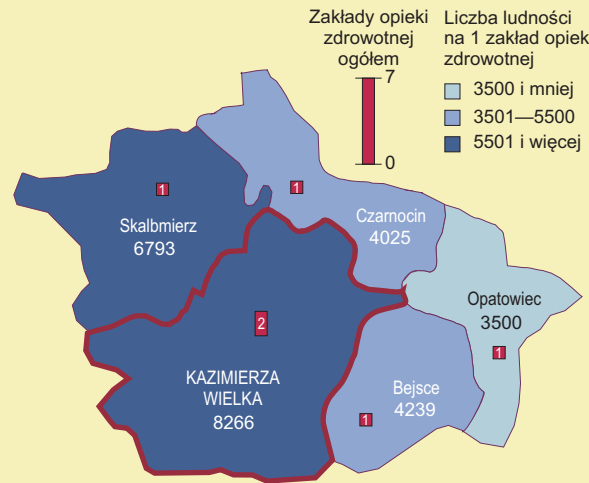 Zakłady opieki
zdrowotnej
ogółem
7
0
Liczba ludności
na 1 zakład opiek
zdrowotnej
3500 i mniej
3501—5500
5501 i więcej
1
Skalbmierz
6793
1
Czarnocin
4025
Opatowiec
3500
1
2
KAZIMIERZA
WIELKA
8266
Bejsce
4239
1